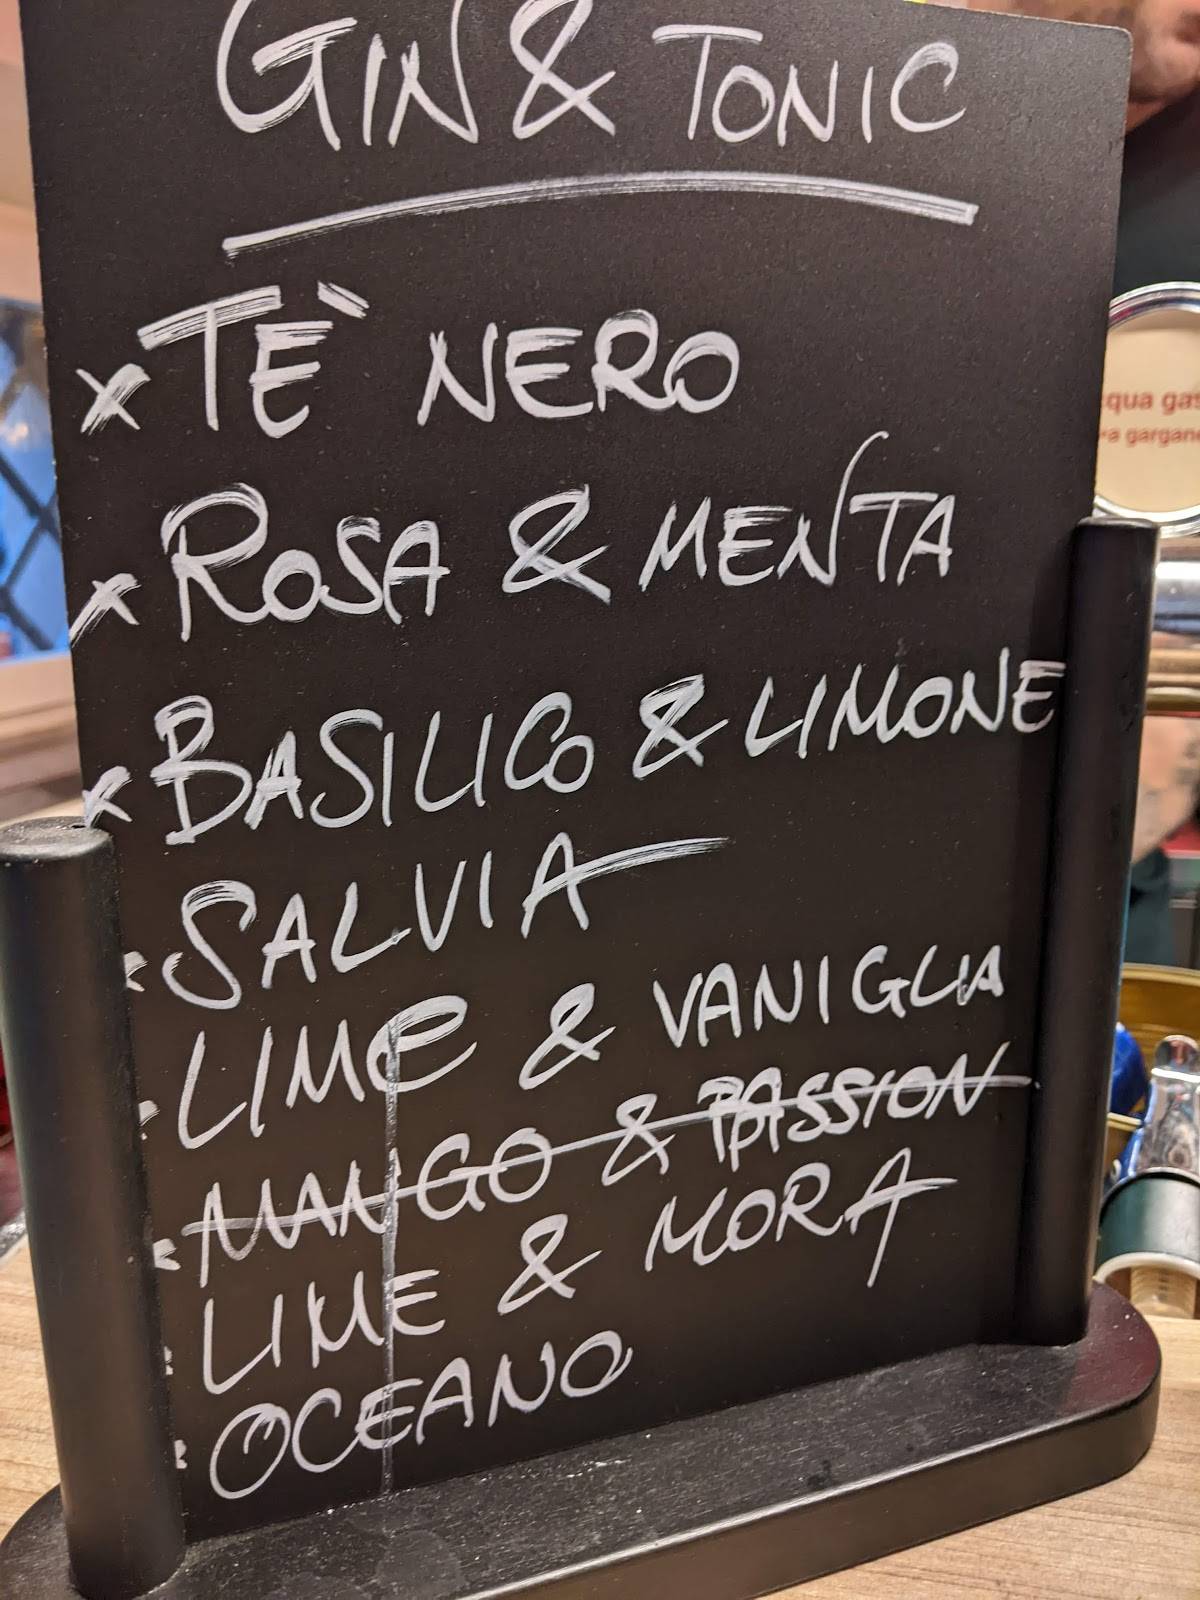 GIN & TONIC
x TÈ NERO
x ROSA & MENTA
x BASILICO & LIMONE
x SALVIA
LIME & VANIGLIA
MANGO & PASSION
LIME & MORA
OCEANO